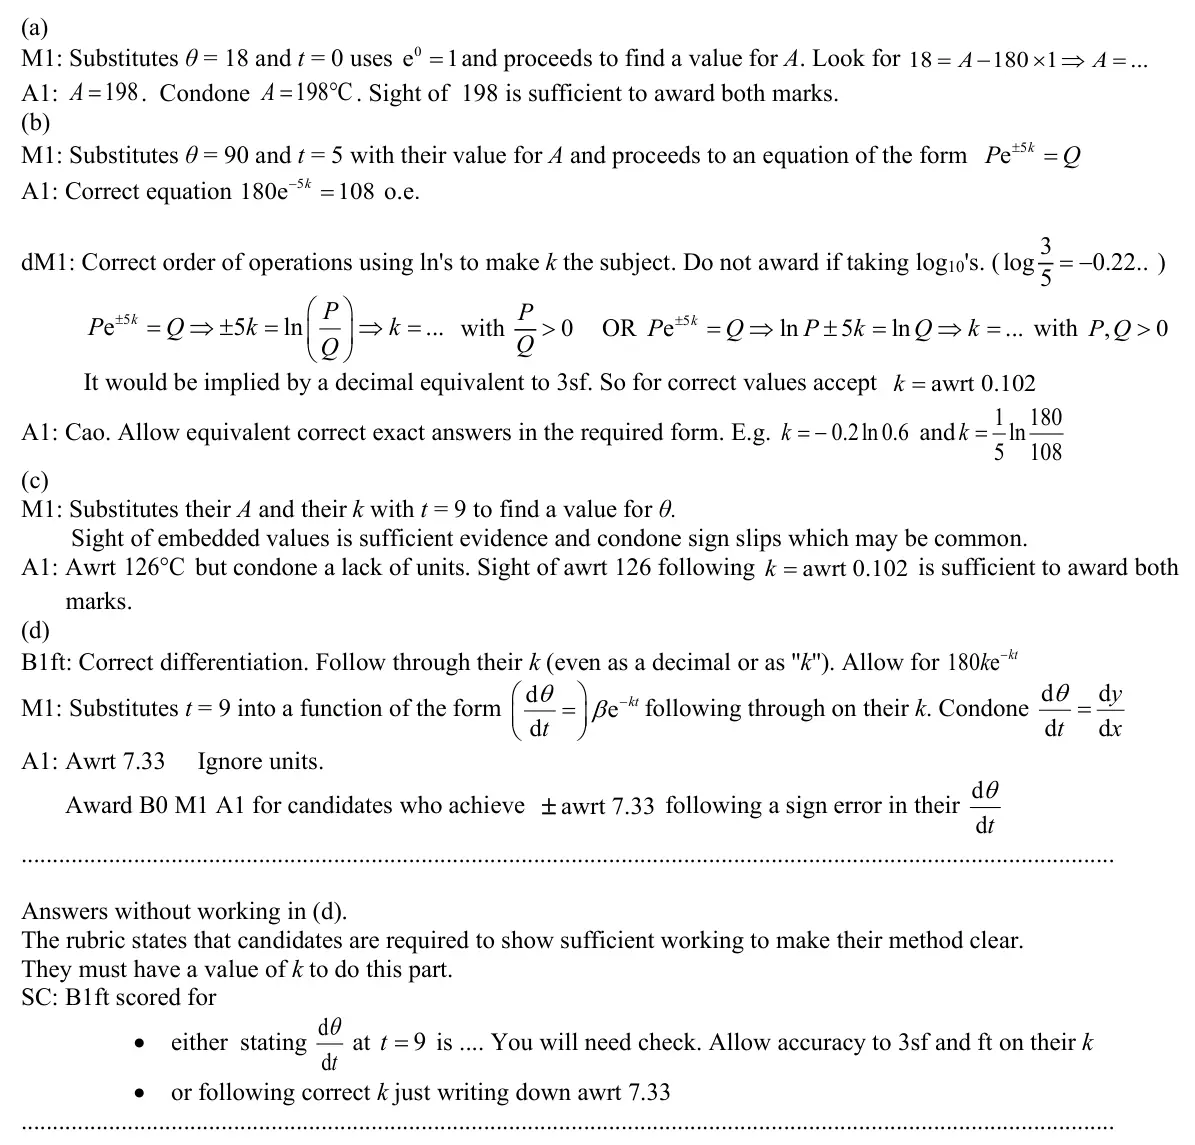 (a)
M1: Substitutes θ = 18 and t = 0 uses e⁰ = 1 and proceeds to find a value for A. Look for 18 = A − 180 × 1 ⇒ A = ...
A1: A = 198. Condone A = 198°C. Sight of 198 is sufficient to award both marks.
(b)
M1: Substitutes θ = 90 and t = 5 with their value for A and proceeds to an equation of the form Pe^{±5k} = Q
A1: Correct equation 180e^{−5k} = 108 o.e.
dM1: Correct order of operations using ln's to make k the subject. Do not award if taking log₁₀'s. (log 3/5 = −0.22.. )
Pe^{±5k} = Q ⇒ ±5k = ln(P/Q) ⇒ k = ... with P/Q > 0 OR Pe^{±5k} = Q ⇒ ln P ± 5k = ln Q ⇒ k = ... with P, Q > 0
It would be implied by a decimal equivalent to 3sf. So for correct values accept k = awrt 0.102
A1: Cao. Allow equivalent correct exact answers in the required form. E.g. k = − 0.2 ln 0.6 and k = 1/5 ln 180/108
(c)
M1: Substitutes their A and their k with t = 9 to find a value for θ.
Sight of embedded values is sufficient evidence and condone sign slips which may be common.
A1: Awrt 126°C but condone a lack of units. Sight of awrt 126 following k = awrt 0.102 is sufficient to award both
marks.
(d)
B1ft: Correct differentiation. Follow through their k (even as a decimal or as "k"). Allow for 180ke^{−kt}
M1: Substitutes t = 9 into a function of the form (dθ/dt =) βe^{−kt} following through on their k. Condone dθ/dt = dy/dx
A1: Awrt 7.33 Ignore units.
Award B0 M1 A1 for candidates who achieve ± awrt 7.33 following a sign error in their dθ/dt
Answers without working in (d).
The rubric states that candidates are required to show sufficient working to make their method clear.
They must have a value of k to do this part.
SC: B1ft scored for
• either stating dθ/dt at t = 9 is .... You will need check. Allow accuracy to 3sf and ft on their k
• or following correct k just writing down awrt 7.33